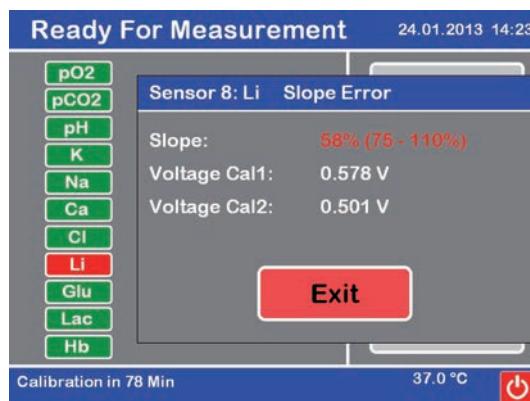 Ready For Measurement 24.01.2013 14:23
pO2
pCO2
pH
K
Na
Ca
Cl
Li
Glu
Lac
Hb
Sensor 8: Li Slope Error
Slope: 58% (75 - 110%)
Voltage Cal1: 0.578 V
Voltage Cal2: 0.501 V
Exit
Calibration in 78 Min 37.0 °C